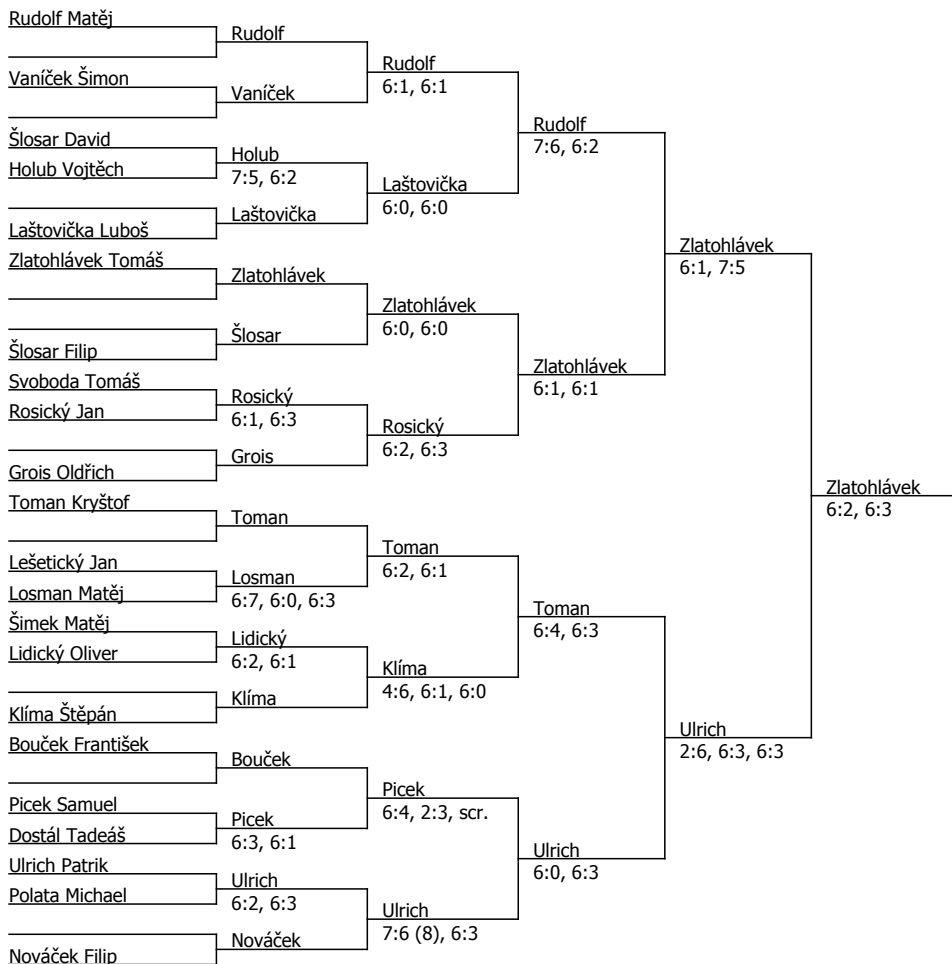 Rudolf Matěj
Vaníček Šimon
Šlosar David
Holub Vojtěch
Laštovička Luboš
Zlatohlávek Tomáš
Šlosar Filip
Svoboda Tomáš
Rosický Jan
Grois Oldřich
Toman Kryštof
Lešetický Jan
Losman Matěj
Šimek Matěj
Lidický Oliver
Klíma Štěpán
Bouček František
Picek Samuel
Dostál Tadeáš
Ulrich Patrik
Polata Michael
Nováček Filip
Rudolf
Vaníček
Holub
7:5, 6:2
Laštovička
Zlatohlávek
Šlosar
Rosický
6:1, 6:3
Grois
Toman
Losman
6:7, 6:0, 6:3
Lidický
6:2, 6:1
Klíma
Bouček
Picek
6:3, 6:1
Ulrich
6:2, 6:3
Nováček
Rudolf
6:1, 6:1
Laštovička
6:0, 6:0
Zlatohlávek
6:0, 6:0
Rosický
6:2, 6:3
Toman
6:2, 6:1
Klíma
4:6, 6:1, 6:0
Picek
6:4, 2:3, scr.
Ulrich
7:6 (8), 6:3
Rudolf
7:6, 6:2
Zlatohlávek
6:1, 6:1
Toman
6:4, 6:3
Ulrich
6:0, 6:3
Zlatohlávek
6:1, 7:5
Ulrich
2:6, 6:3, 6:3
Zlatohlávek
6:2, 6:3